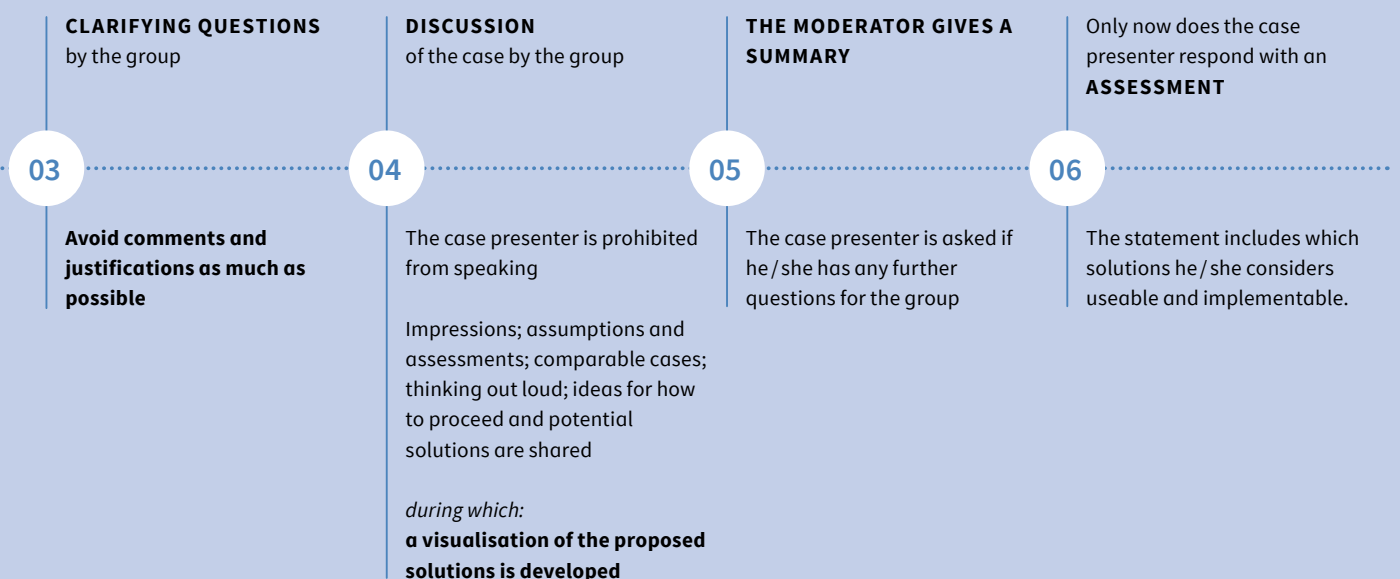 CLARIFYING QUESTIONS
by the group
03
Avoid comments and
justifications as much as
possible
DISCUSSION
of the case by the group
04
The case presenter is prohibited
from speaking
Impressions; assumptions and
assessments; comparable cases;
thinking out loud; ideas for how
to proceed and potential
solutions are shared
during which:
a visualisation of the proposed
solutions is developed
THE MODERATOR GIVES A
SUMMARY
05
The case presenter is asked if
he / she has any further
questions for the group
Only now does the case
presenter respond with an
ASSESSMENT
06
The statement includes which
solutions he / she considers
useable and implementable.